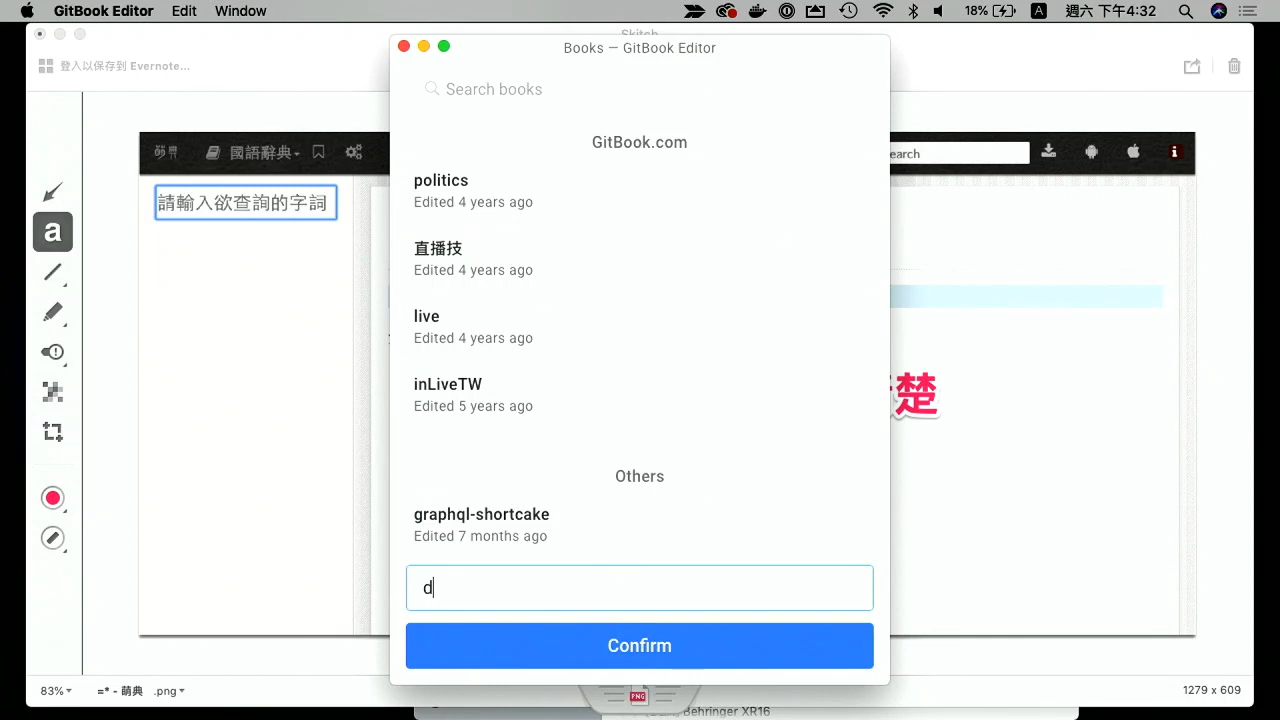 GitBook Editor Edit Window
18% A 週六 下午4:32
Skitch
登入以保存到 Evernote...
Books — GitBook Editor
Search books
GitBook.com
politics
Edited 4 years ago
直播技
Edited 4 years ago
live
Edited 4 years ago
inLiveTW
Edited 5 years ago
Others
graphql-shortcake
Edited 7 months ago
d
Confirm
萌典
國語辭典
earch
請輸入欲查詢的字詞
a
楚
83%
=* - 萌典 .png
PNG
1279 x 609
Behringer XR16